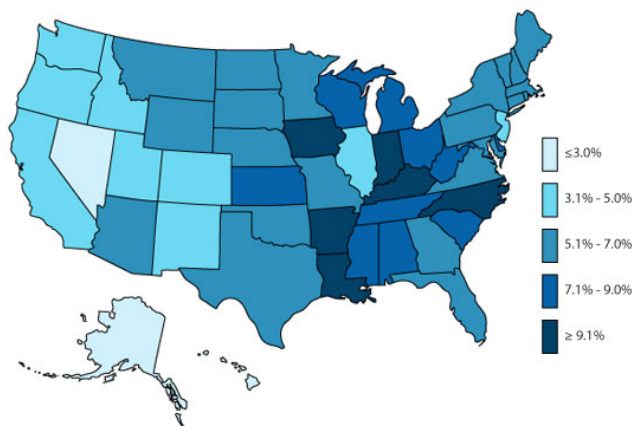 ≤3.0%
3.1% - 5.0%
5.1% - 7.0%
7.1% - 9.0%
≥ 9.1%